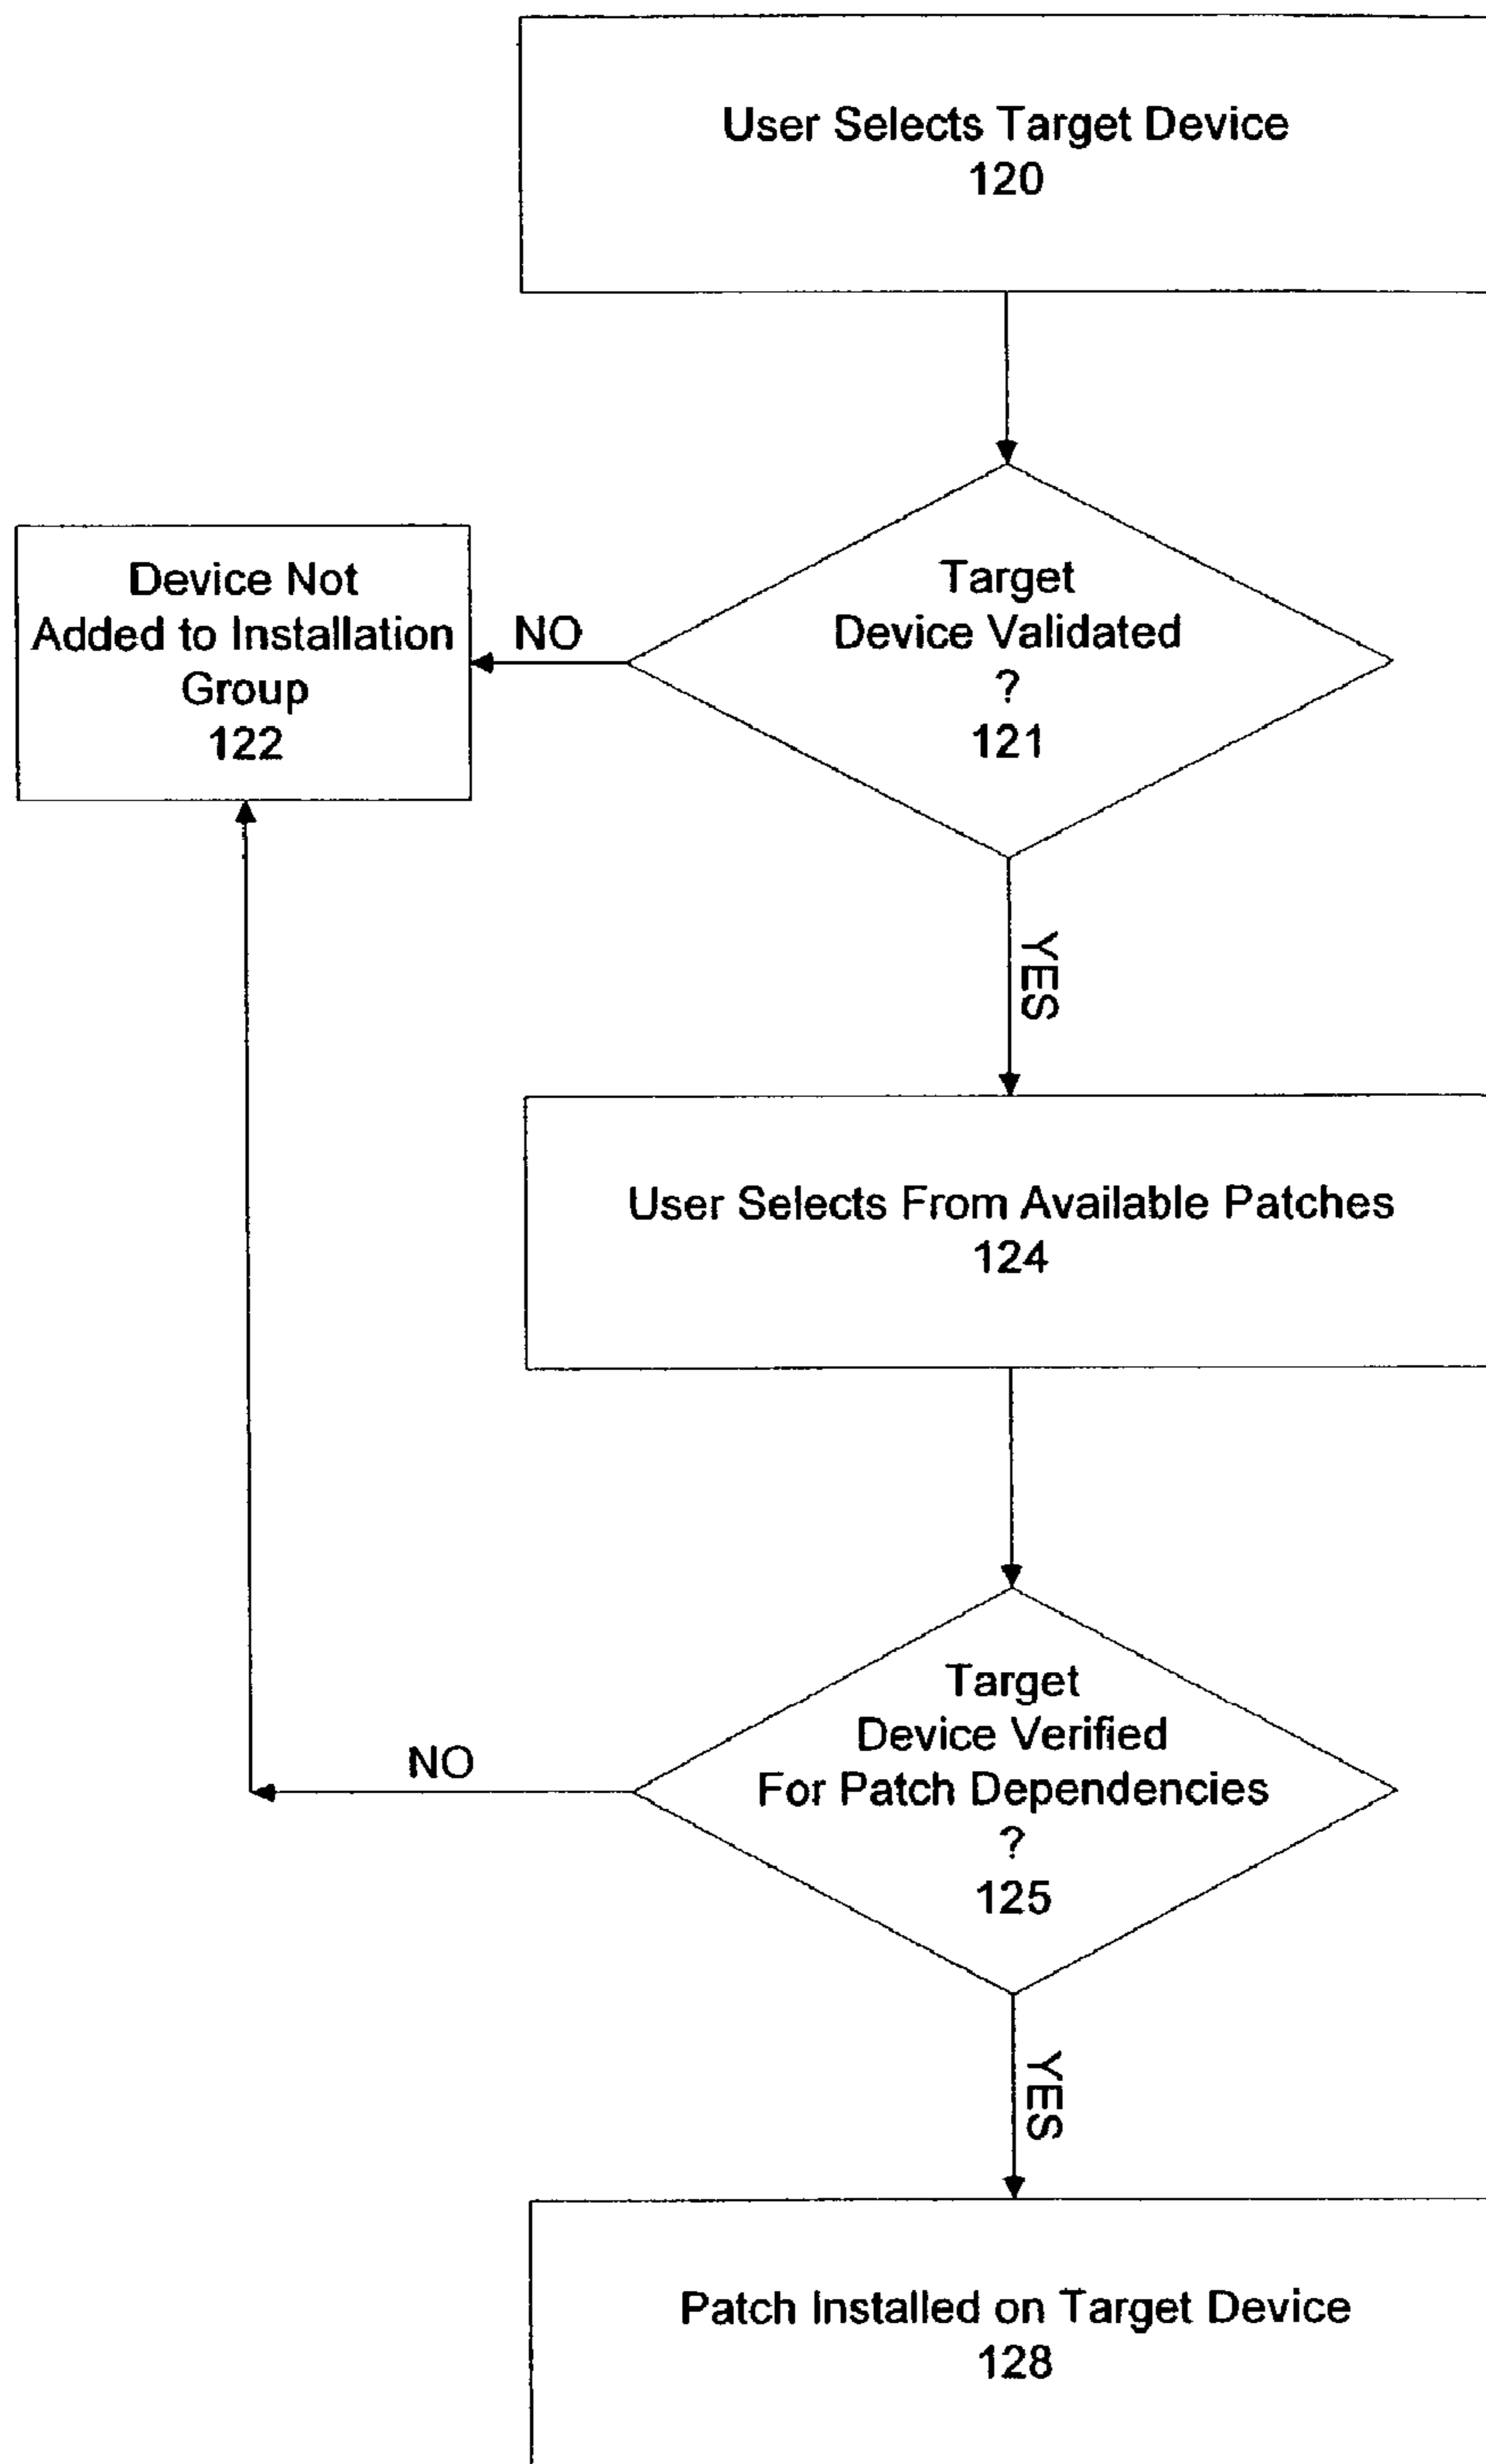 User Selects Target Device
120
Target
Device Validated
?
121
NO
Device Not
Added to Installation
Group
122
YES
User Selects From Available Patches
124
Target
Device Verified
For Patch Dependencies
?
125
NO
YES
Patch Installed on Target Device
128